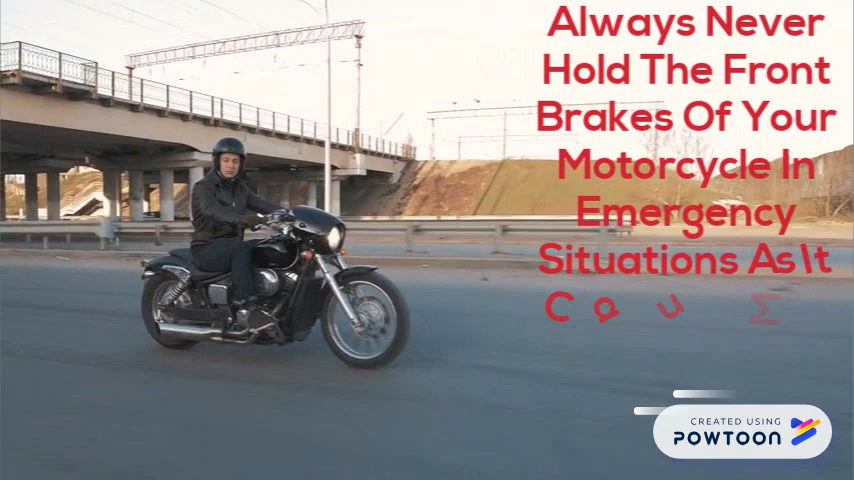 Always Never
Hold The Front
Brakes Of Your
Motorcycle In
Emergency
Situations As It
CREATED USING
POWTOON